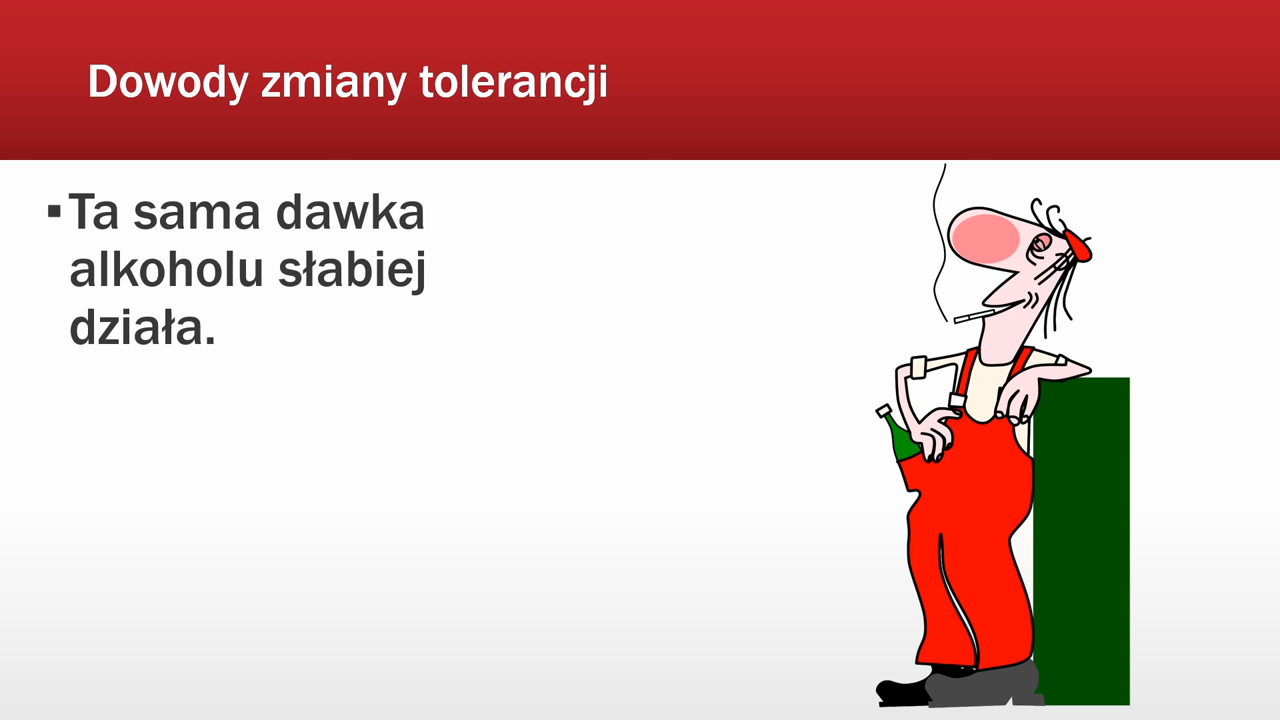 Dowody zmiany tolerancji
▪Ta sama dawka
alkoholu słabiej
działa.